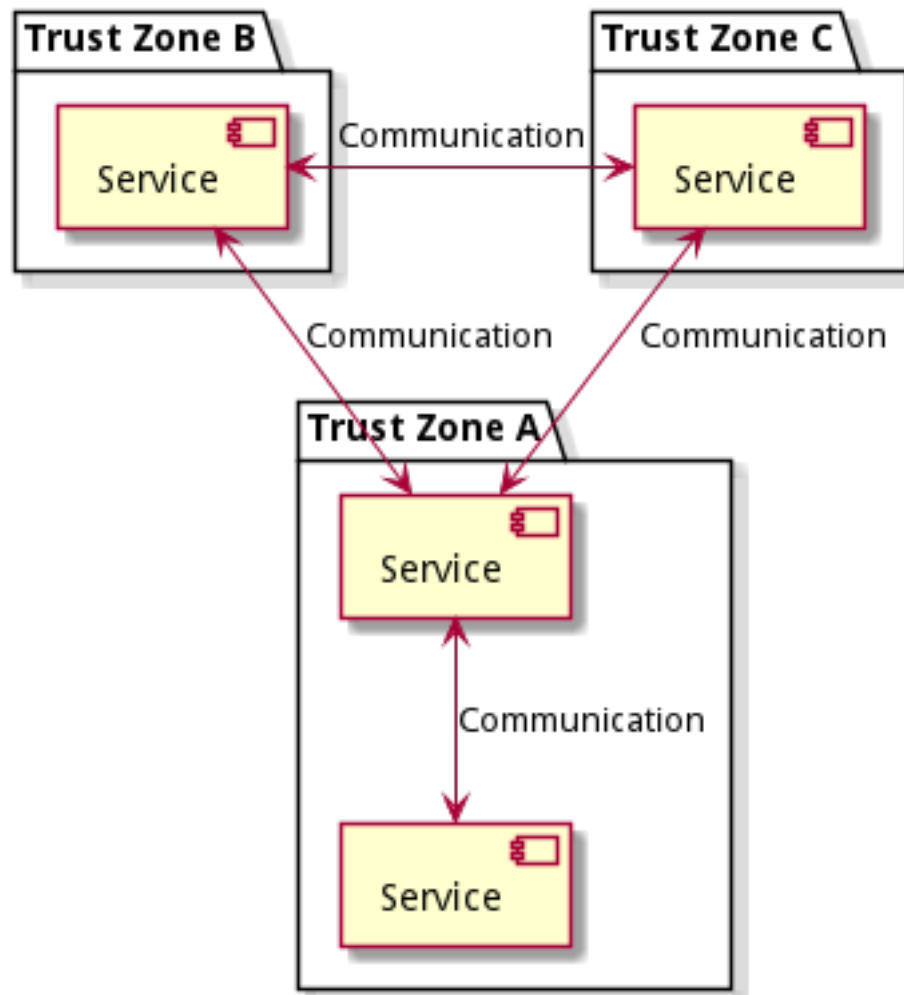 Trust Zone B
Trust Zone C
Communication
Service
Service
Communication
Communication
Trust Zone A
Service
Communication
Service